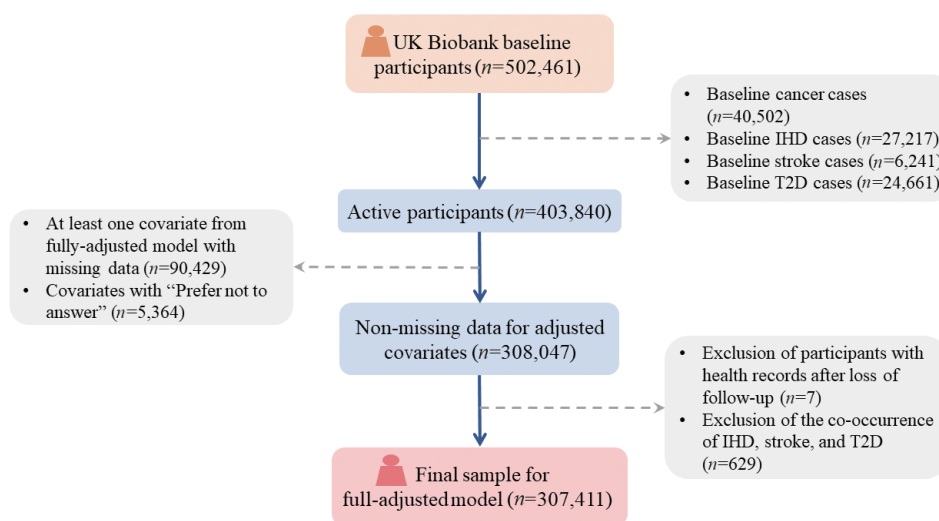 UK Biobank baseline
participants (n=502,461)
• Baseline cancer cases
(n=40,502)
• Baseline IHD cases (n=27,217)
• Baseline stroke cases (n=6,241)
• Baseline T2D cases (n=24,661)
Active participants (n=403,840)
• At least one covariate from
fully-adjusted model with
missing data (n=90,429)
• Covariates with “Prefer not to
answer” (n=5,364)
Non-missing data for adjusted
covariates (n=308,047)
• Exclusion of participants with
health records after loss of
follow-up (n=7)
• Exclusion of the co-occurrence
of IHD, stroke, and T2D
(n=629)
Final sample for
full-adjusted model (n=307,411)